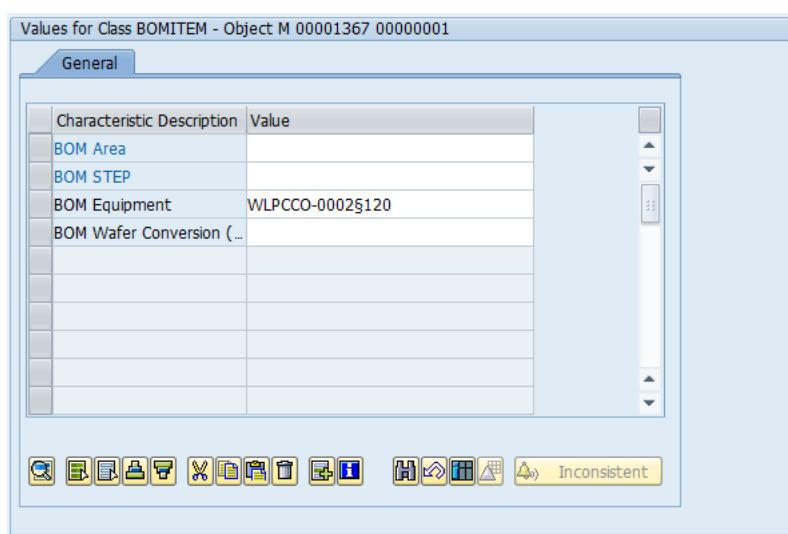 Values for Class BOMITEM - Object M 00001367 00000001
General
Characteristic Description Value
BOM Area
BOM STEP
BOM Equipment WLPCCO-0002§120
BOM Wafer Conversion (...
Inconsistent